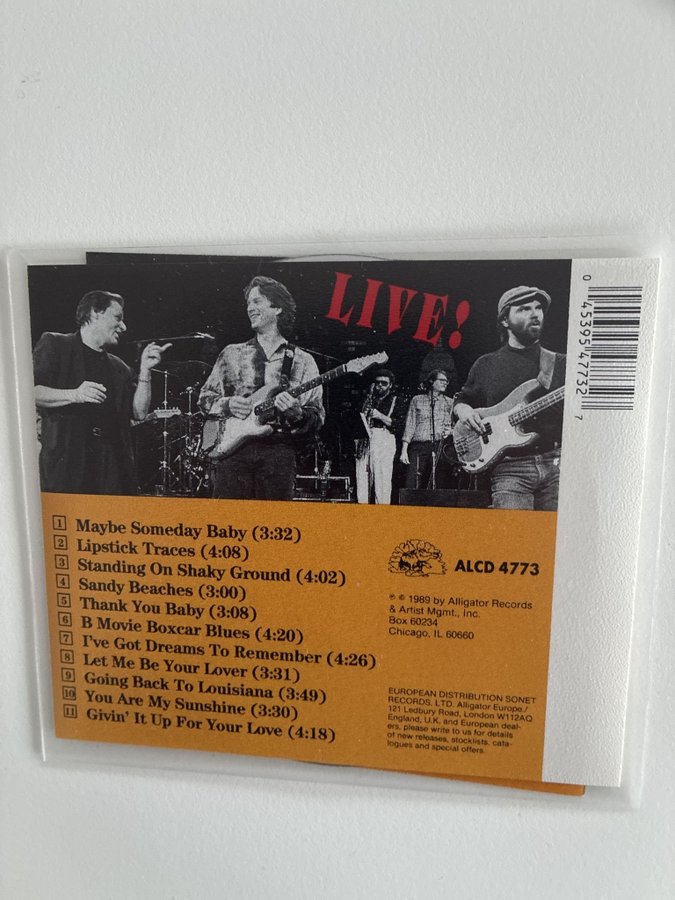 LIVE!
0 45395 47732 7
1 Maybe Someday Baby (3:32)
2 Lipstick Traces (4:08)
3 Standing On Shaky Ground (4:02)
4 Sandy Beaches (3:00)
5 Thank You Baby (3:08)
6 B Movie Boxcar Blues (4:20)
7 I've Got Dreams To Remember (4:26)
8 Let Me Be Your Lover (3:31)
9 Going Back To Louisiana (3:49)
10 You Are My Sunshine (3:30)
11 Givin' It Up For Your Love (4:18)
ALCD 4773
℗ © 1989 by Alligator Records
& Artist Mgmt., Inc.
Box 60234
Chicago, IL 60660
EUROPEAN DISTRIBUTION SONET
RECORDS. LTD. Alligator Europe./
121 Ledbury Road, London W112AQ
England, U.K. and European deal-
ers, please write to us for details
of new releases, stocklists, cata-
logues and special offers.